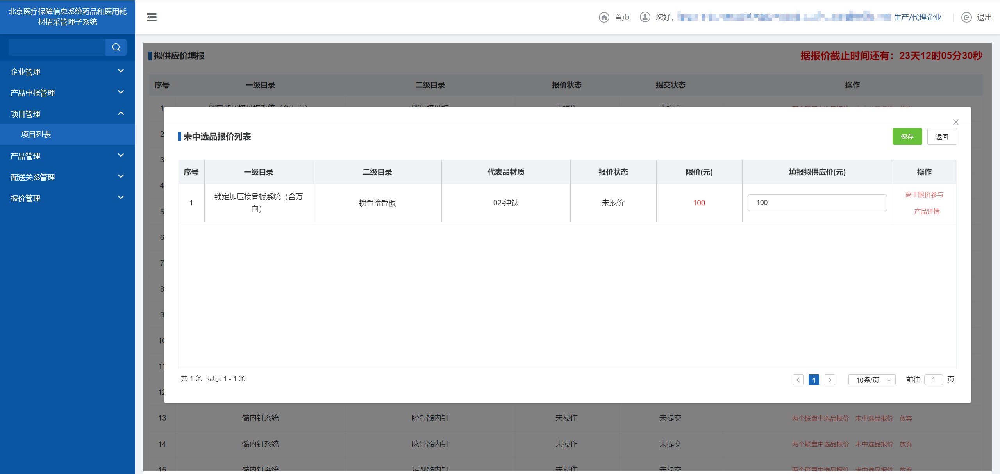 北京医疗保障信息系统药品和医用耗
材招采管理子系统
首页
您好,
生产/代理企业
退出
企业管理
产品申报管理
项目管理
项目列表
产品管理
配送关系管理
报价管理
拟供应价填报
据报价截止时间还有：23天12时05分30秒
序号 一级目录 二级目录 报价状态 提交状态 操作
1
未中选品报价列表
保存 返回
序号 一级目录 二级目录 代表品材质 报价状态 限价(元) 填报拟供应价(元) 操作
1 锁定加压接骨板系统（含万
向） 锁骨接骨板 02-纯钛 未报价 100 100 高于限价参与
产品详情
共 1 条 显示 1 - 1 条
1 10条/页 前往 1 页
2
3
4
5
6
7
8
9
10
11
12
13 髓内钉系统 胫骨髓内钉 未操作 未提交 两个联盟中选品报价 未中选品报价 放弃
14 髓内钉系统 肱骨髓内钉 未操作 未提交 两个联盟中选品报价 未中选品报价 放弃
15 髓内钉系统 足踝髓内钉 未操作 未提交 两个联盟中选品报价 未中选品报价 放弃